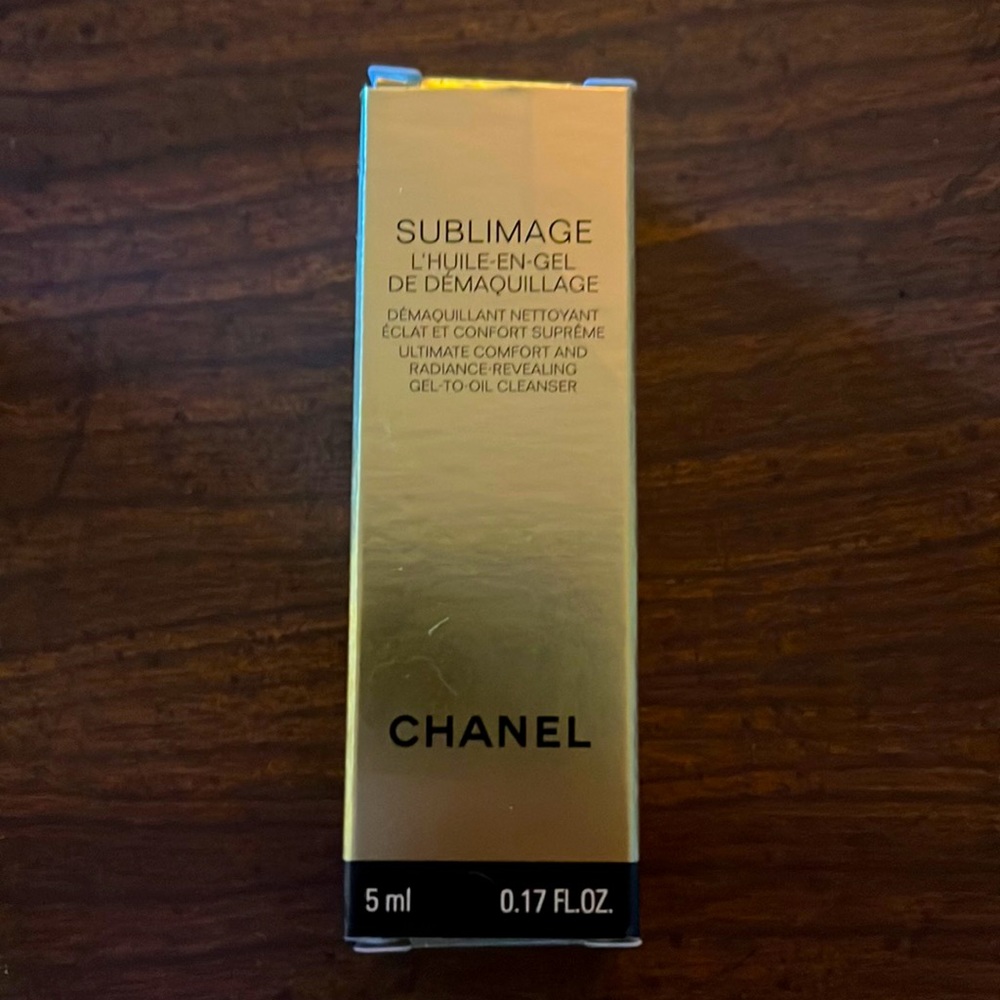 SUBLIMAGE
L'HUILE-EN-GEL
DE DÉMAQUILLAGE
DÉMAQUILLANT NETTOYANT
ÉCLAT ET CONFORT SUPRÊME
ULTIMATE COMFORT AND
RADIANCE-REVEALING
GEL-TO-OIL CLEANSER
CHANEL
5 ml 0.17 FL.OZ.